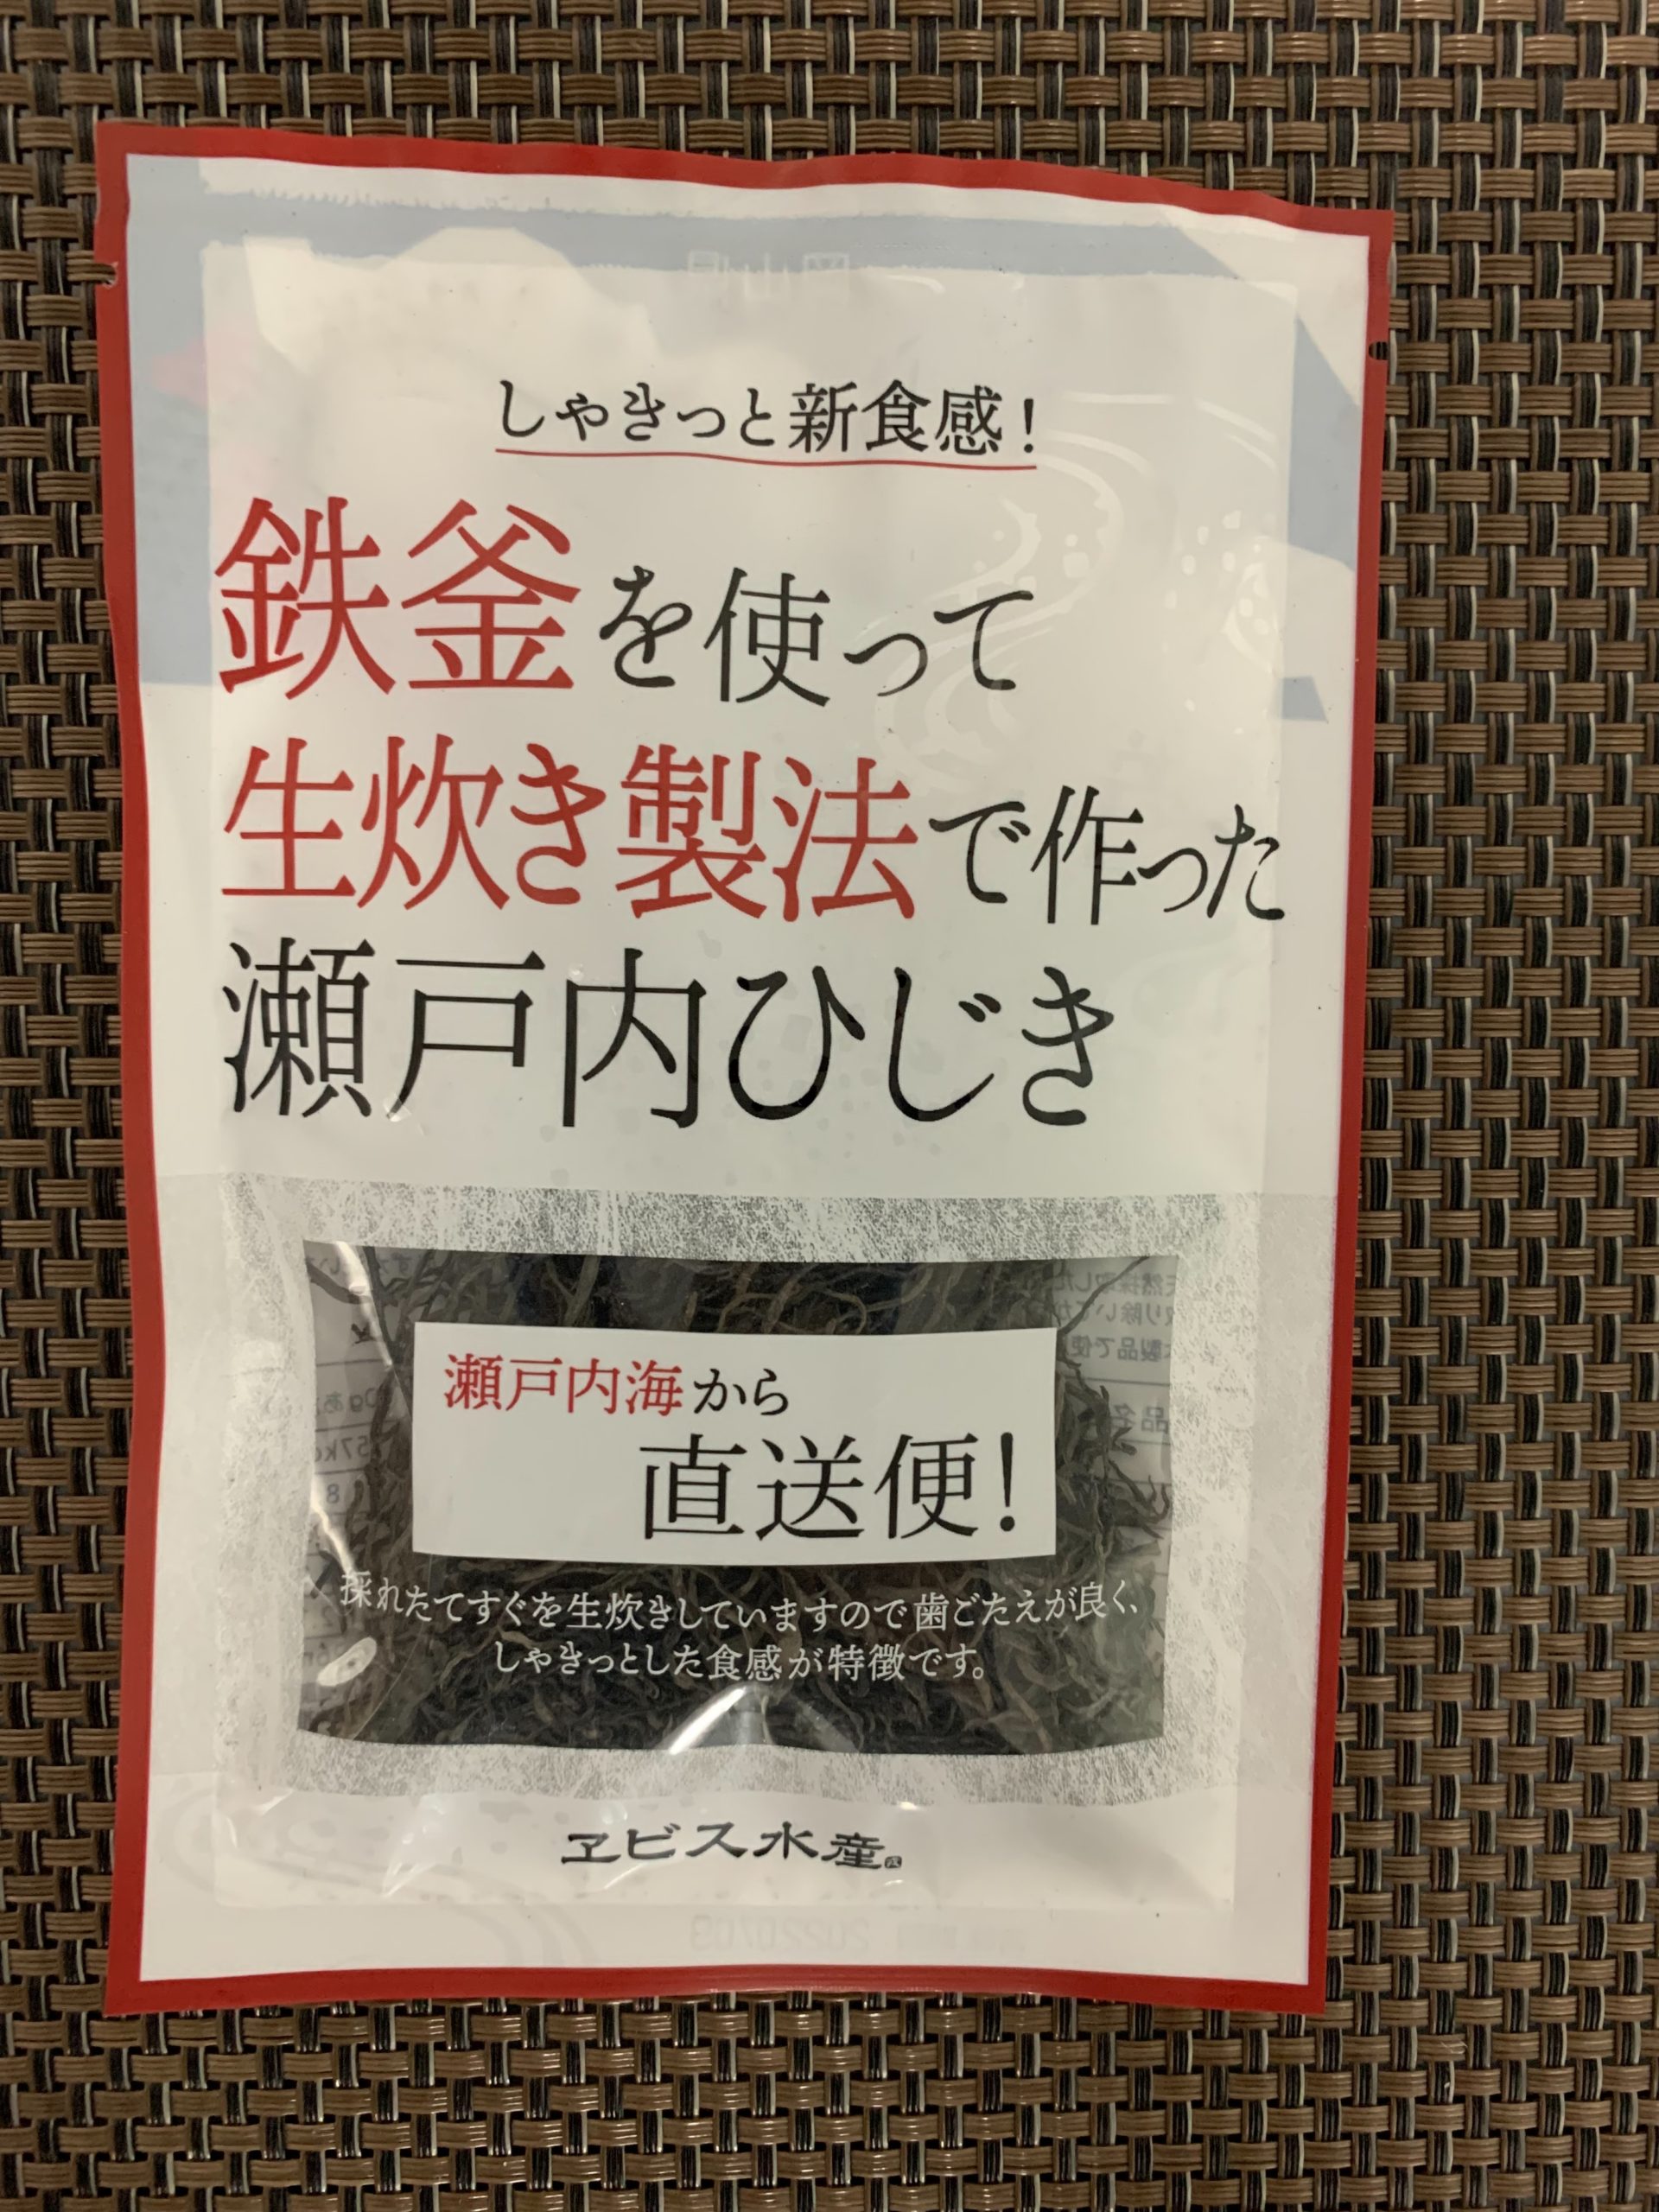 しゃきっと新食感!
鉄釜を使って
生炊き製法で作った
瀬戸内ひじき
瀬戸内海から
直送便!
採れたてすぐを生炊きしていますので歯ごたえが良く、
しゃきっとした食感が特徴です。
ヱビス水産